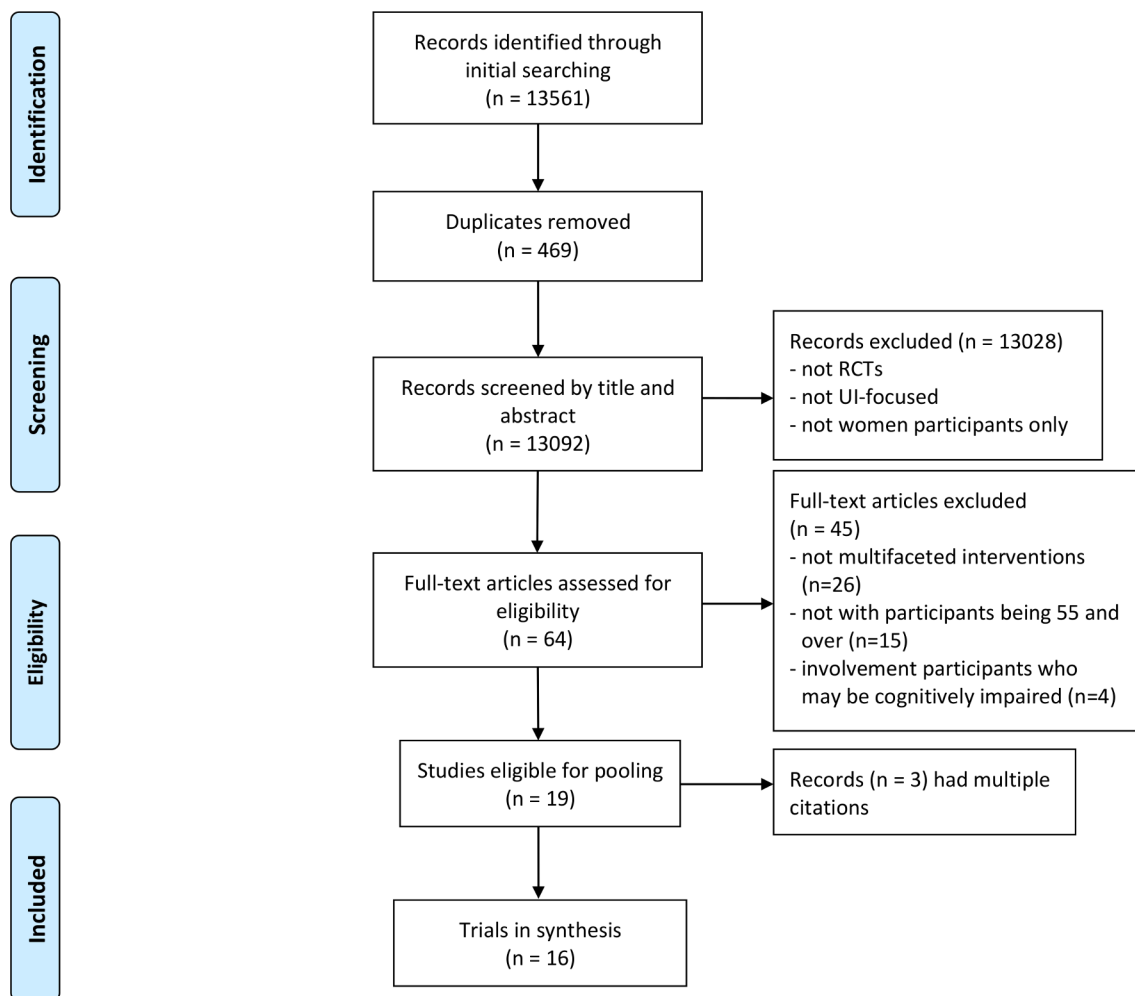 Identification
Records identified through
initial searching
(n = 13561)
Duplicates removed
(n = 469)
Screening
Records screened by title and
abstract
(n = 13092)
Records excluded (n = 13028)
- not RCTs
- not UI-focused
- not women participants only
Eligibility
Full-text articles assessed for
eligibility
(n = 64)
Full-text articles excluded
(n = 45)
- not multifaceted interventions
(n=26)
- not with participants being 55 and
over (n=15)
- involvement participants who
may be cognitively impaired (n=4)
Studies eligible for pooling
(n = 19)
Records (n = 3) had multiple
citations
Included
Trials in synthesis
(n = 16)